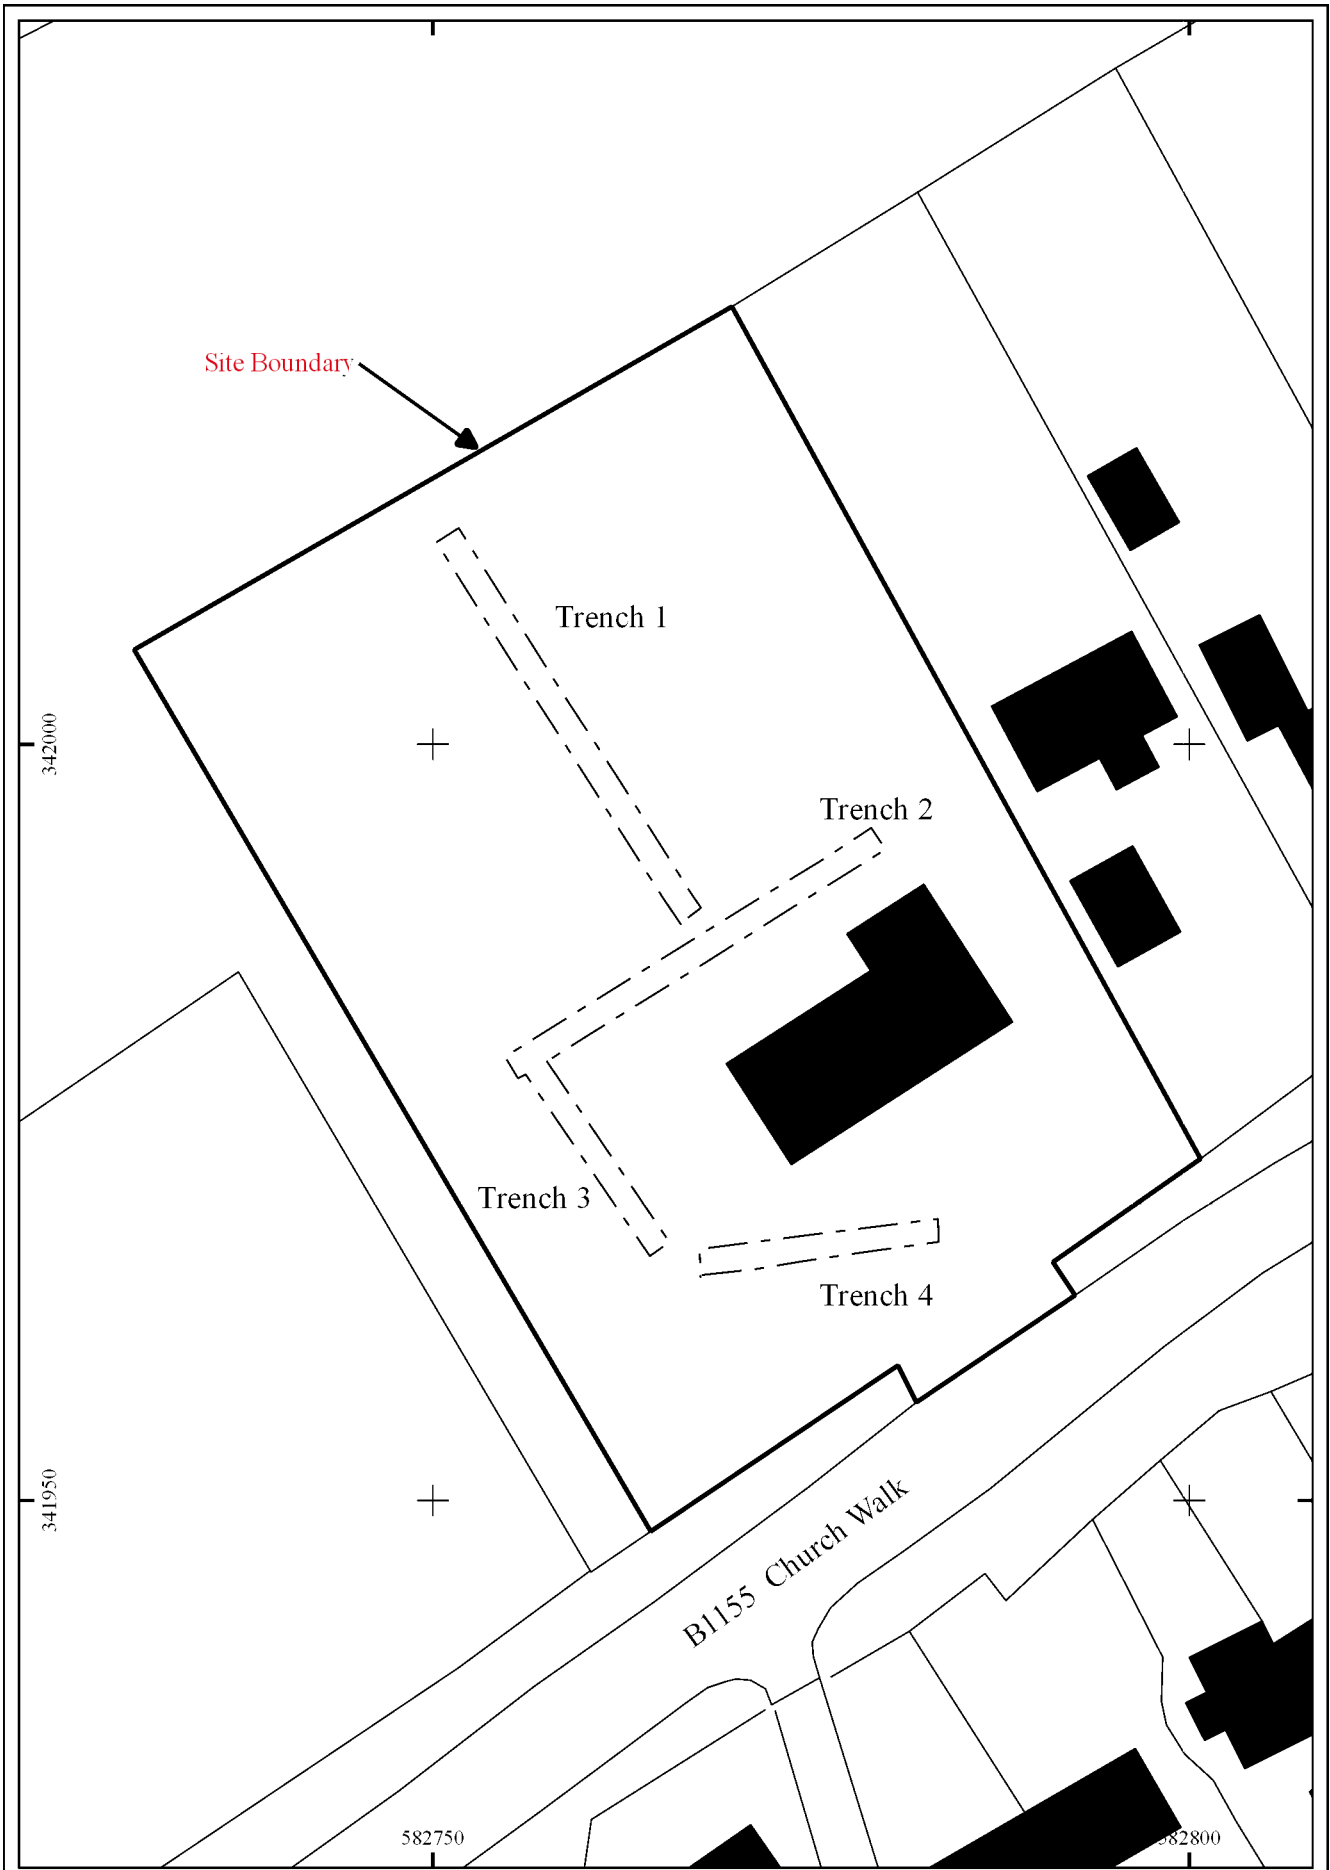 Site Boundary
Trench 1
342000
Trench 2
Trench 3
Trench 4
341950
B1155 Church Walk
582750
582800